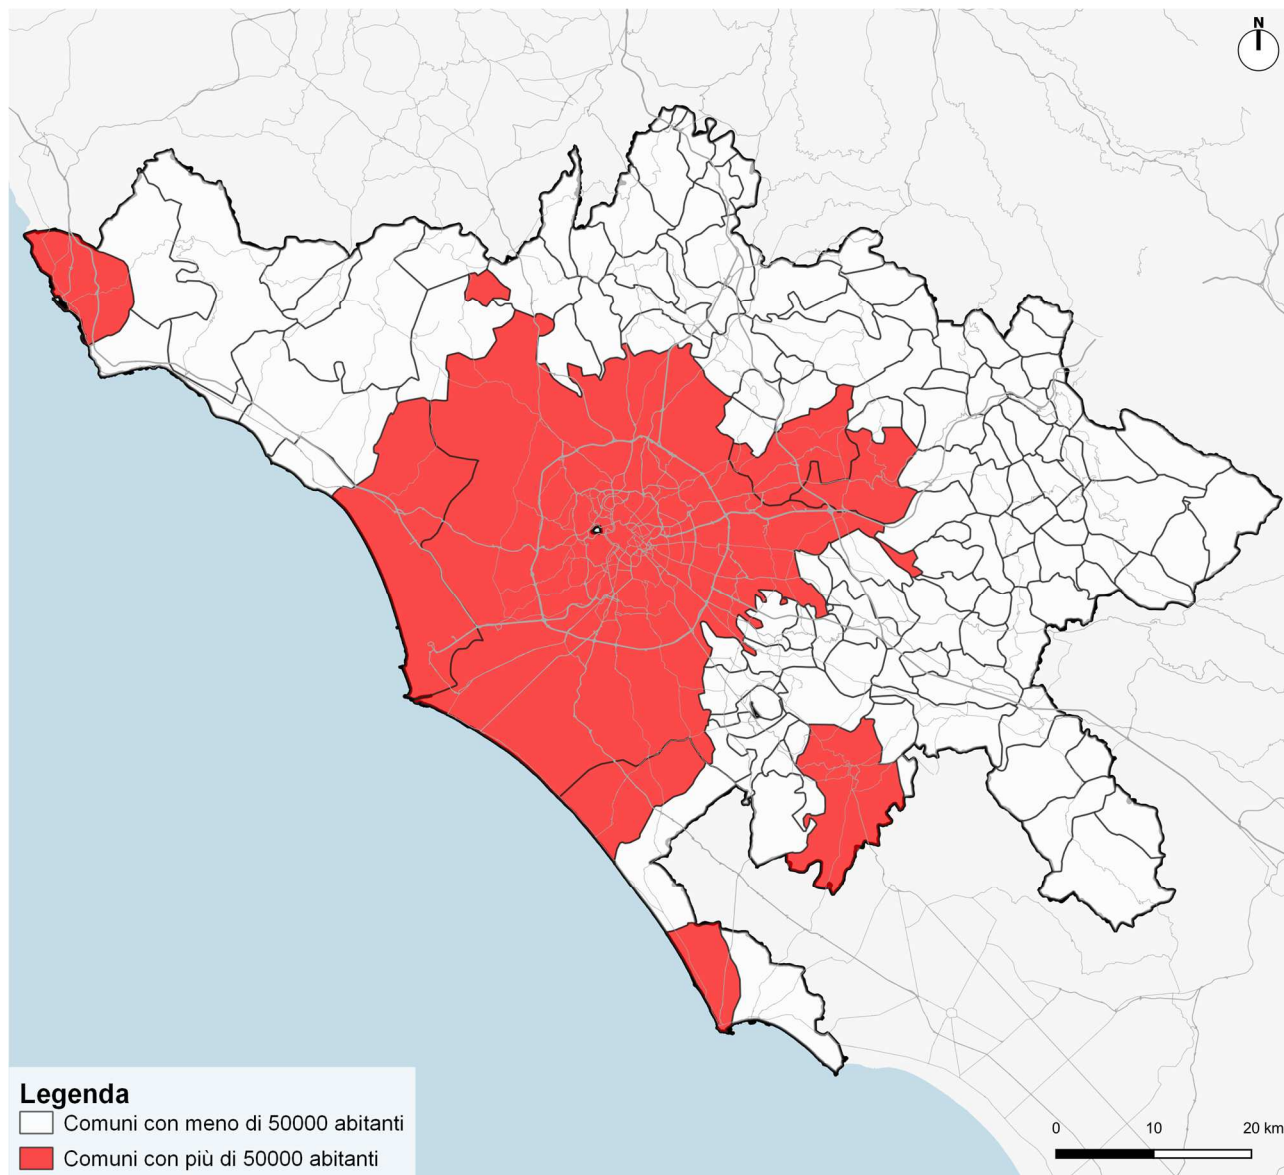 N
Legenda
Comuni con meno di 50000 abitanti
Comuni con più di 50000 abitanti
0 10 20 km